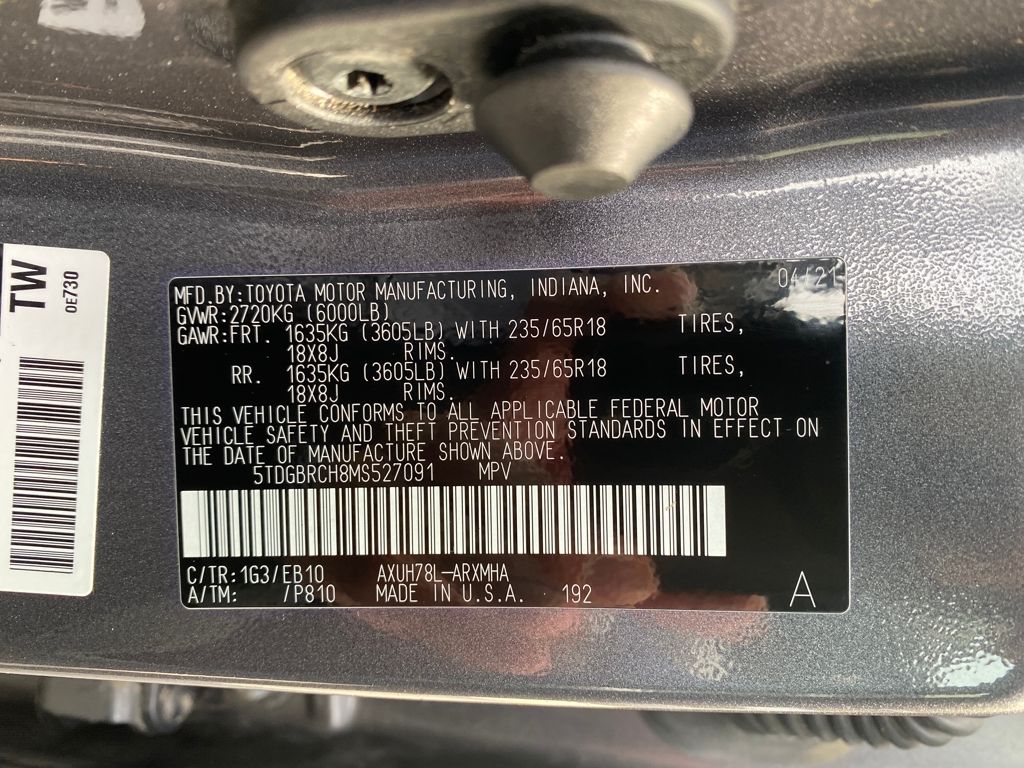 TW
0E730
MFD.BY:TOYOTA MOTOR MANUFACTURING, INDIANA, INC. 04/21
GVWR:2720KG (6000LB)
GAWR:FRT. 1635KG (3605LB) WITH 235/65R18 TIRES,
18X8J RIMS.
RR. 1635KG (3605LB) WITH 235/65R18 TIRES,
18X8J RIMS.
THIS VEHICLE CONFORMS TO ALL APPLICABLE FEDERAL MOTOR
VEHICLE SAFETY AND THEFT PREVENTION STANDARDS IN EFFECT ON
THE DATE OF MANUFACTURE SHOWN ABOVE.
5TDGBRCH8MS527091 MPV
C/TR:1G3/EB10 AXUH78L-ARXMHA
A/TM: /P810 MADE IN U.S.A. 192 A